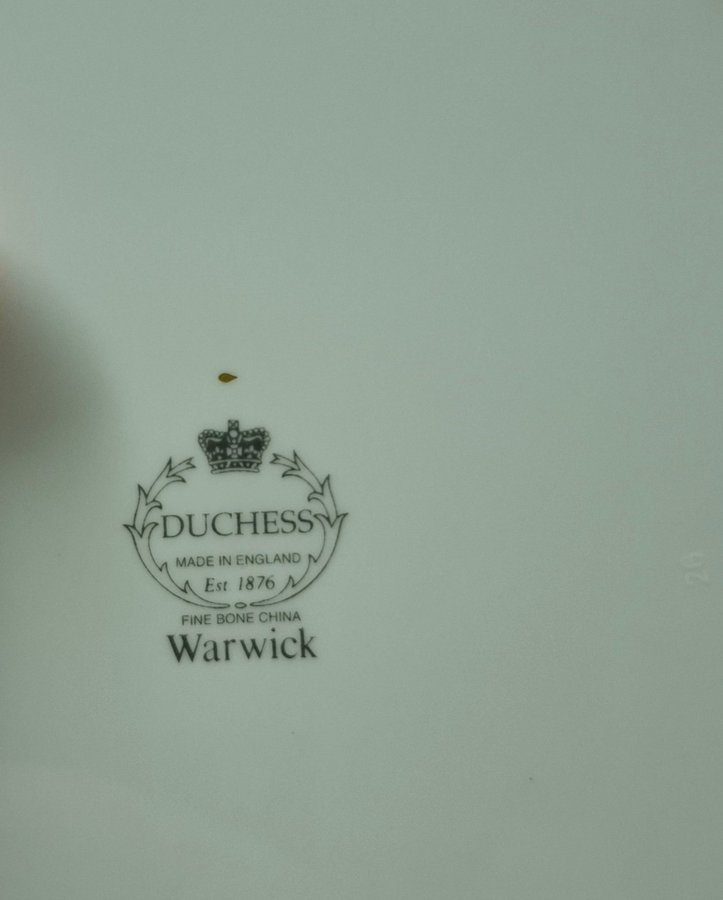 DUCHESS
MADE IN ENGLAND
Est 1876
FINE BONE CHINA
Warwick